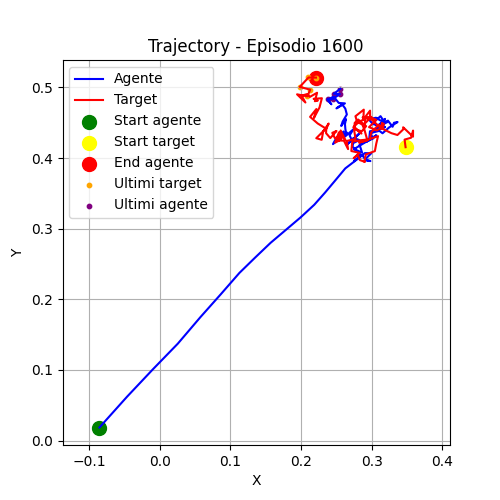 Trajectory - Episodio 1600
Agente
Target
Start agente
Start target
End agente
Ultimi target
Ultimi agente
0.5
0.4
0.3
0.2
0.1
0.0
Y
−0.1 0.0 0.1 0.2 0.3 0.4
X